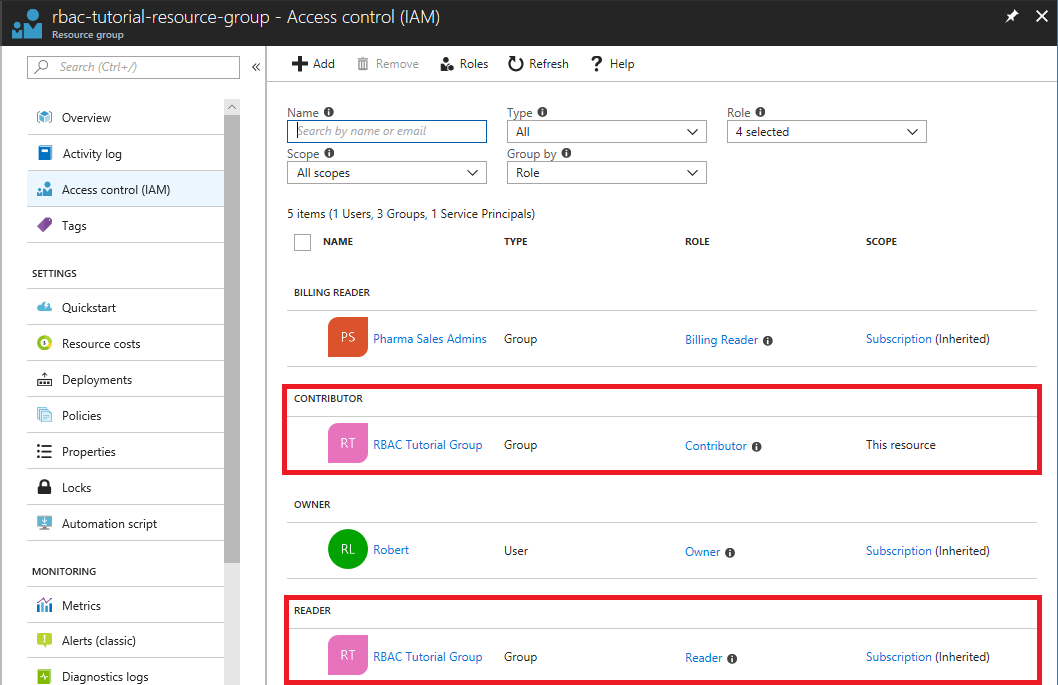 rbac-tutorial-resource-group - Access control (IAM)
Resource group
Search (Ctrl+/)
Overview
Activity log
Access control (IAM)
Tags
SETTINGS
Quickstart
Resource costs
Deployments
Policies
Properties
Locks
Automation script
MONITORING
Metrics
Alerts (classic)
Diagnostics logs
Add Remove Roles Refresh Help
Name Type Role
Search by name or email All 4 selected
Scope Group by
All scopes Role
5 items (1 Users, 3 Groups, 1 Service Principals)
NAME TYPE ROLE SCOPE
BILLING READER
PS Pharma Sales Admins Group Billing Reader Subscription (Inherited)
CONTRIBUTOR
RT RBAC Tutorial Group Group Contributor This resource
OWNER
RL Robert User Owner Subscription (Inherited)
READER
RT RBAC Tutorial Group Group Reader Subscription (Inherited)